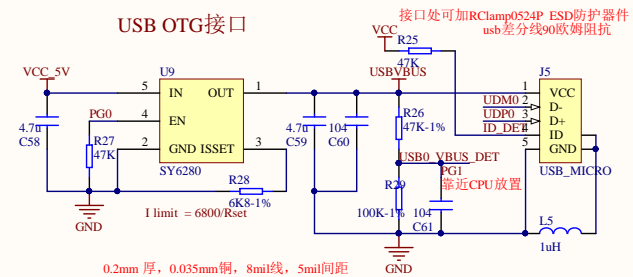 USB OTG接口
接口处可加RClamp0524P ESD防护器件
usb差分线90欧姆阻抗
VCC
R25
47K
VCC_5V
U9
USBVBUS
J5
5
IN
OUT
1
1
VCC
UDM0
2
D-
PG0
4
EN
R26
UDP0
3
D+
4.7u
C58
R27
47K
2
GND
ISSET
3
4.7u
C59
104
C60
47K-1%
ID_DET
4
ID
5
GND
SY6280
USB0_VBUS_DET
USB_MICRO
R28
6K8-1%
PG1
靠近CPU放置
R29
100K-1%
104
C61
I limit = 6800/Rset
GND
L5
1uH
GND
0.2mm 厚，0.035mm铜，8mil线，5mil间距